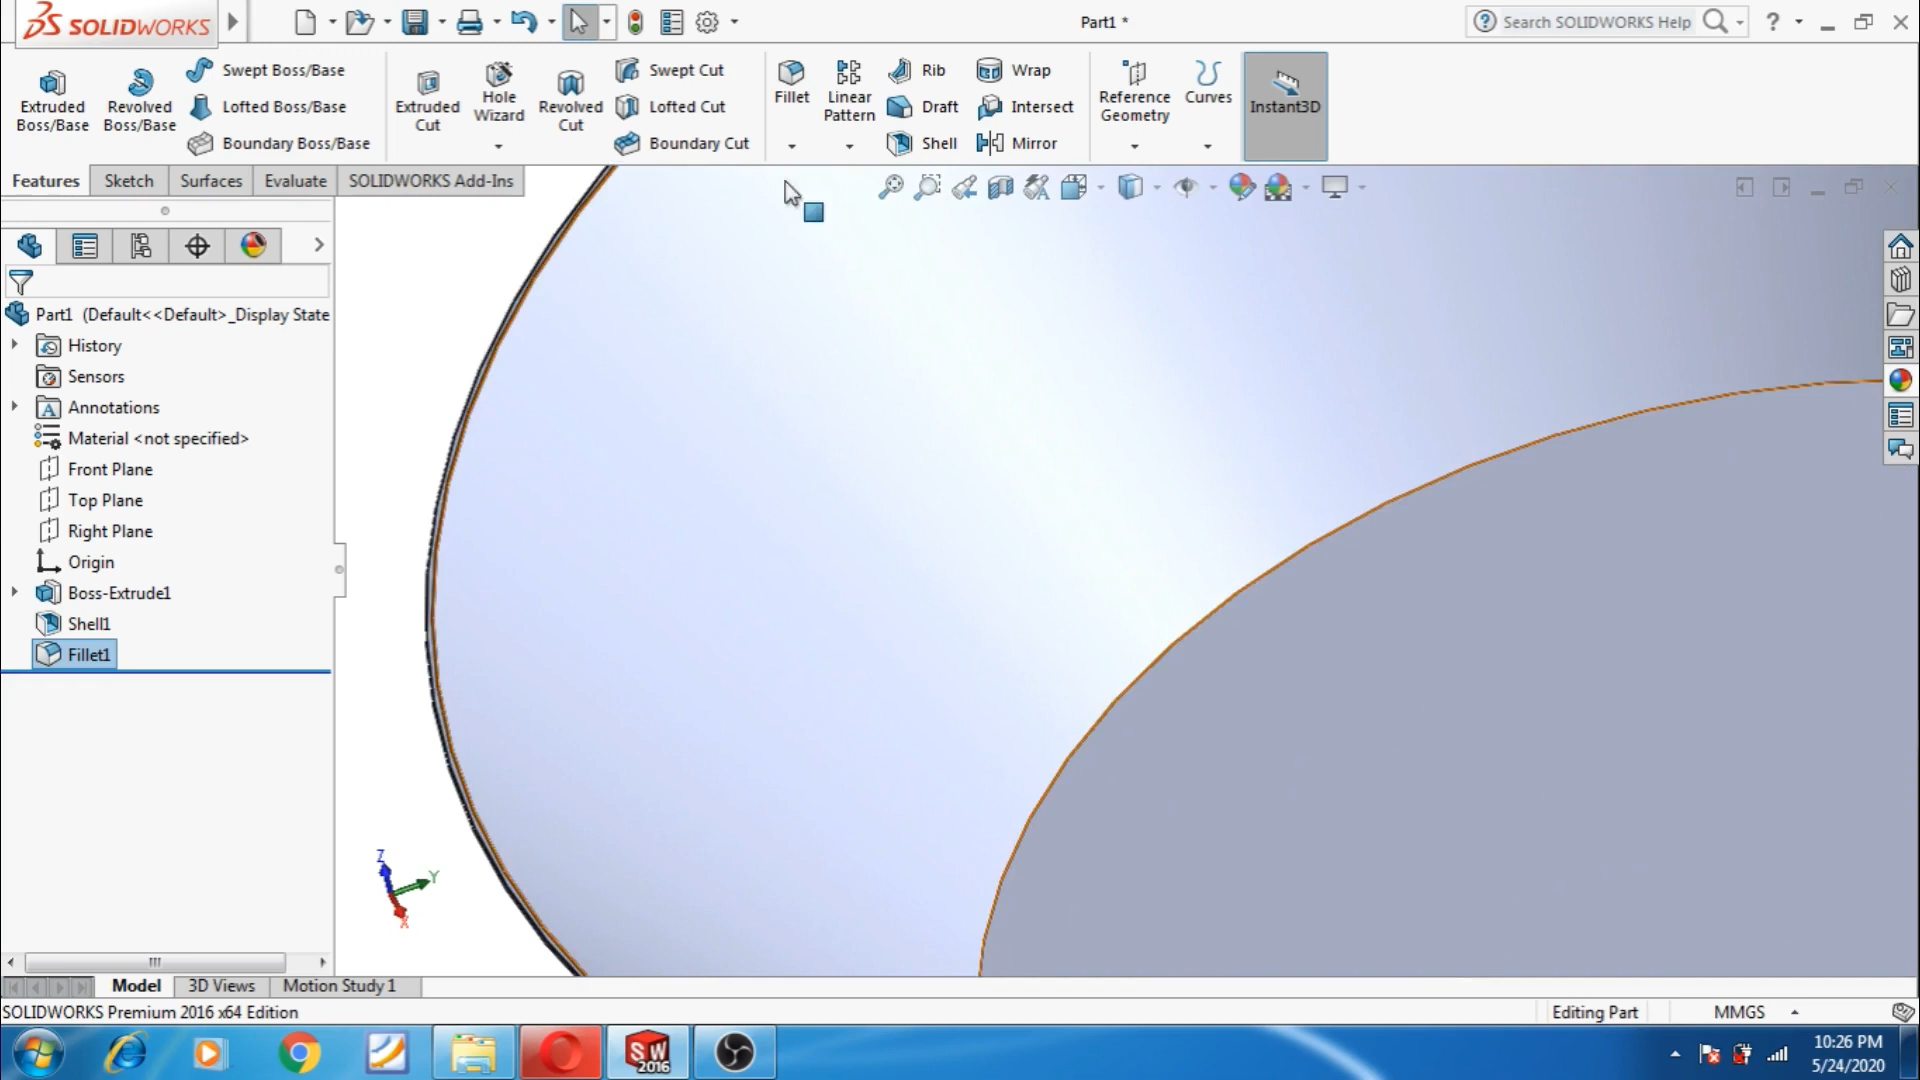 SOLIDWORKS
Part1 *
Search SOLIDWORKS Help
?
Extruded
Boss/Base
Revolved
Boss/Base
Swept Boss/Base
Lofted Boss/Base
Boundary Boss/Base
Extruded
Cut
Hole
Wizard
Revolved
Cut
Swept Cut
Lofted Cut
Boundary Cut
Fillet
Linear
Pattern
Rib
Draft
Shell
Wrap
Intersect
Mirror
Reference
Geometry
Curves
Instant3D
Features
Sketch
Surfaces
Evaluate
SOLIDWORKS Add-Ins
Part1 (Default<<Default>_Display State
History
Sensors
Annotations
Material <not specified>
Front Plane
Top Plane
Right Plane
Origin
Boss-Extrude1
Shell1
Fillet1
Z
Y
X
Model
3D Views
Motion Study 1
SOLIDWORKS Premium 2016 x64 Edition
Editing Part
MMGS
SW
2016
10:26 PM
5/24/2020